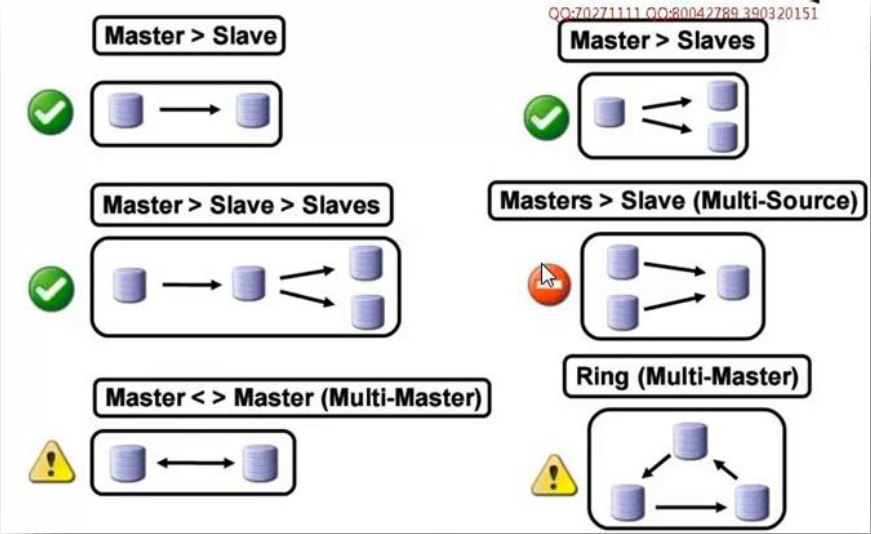 QQ:70271111 QQ:80042789 390320151
Master > Slave
Master > Slaves
Master > Slave > Slaves
Masters > Slave (Multi-Source)
Master < > Master (Multi-Master)
Ring (Multi-Master)